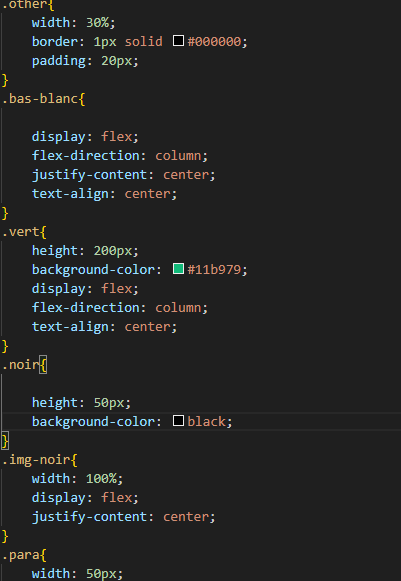 .other{
width: 30%;
border: 1px solid #000000;
padding: 20px;
}
.bas-blanc{
display: flex;
flex-direction: column;
justify-content: center;
text-align: center;
}
.vert{
height: 200px;
background-color: #11b979;
display: flex;
flex-direction: column;
text-align: center;
}
.noir{
height: 50px;
background-color: black;
}
.img-noir{
width: 100%;
display: flex;
justify-content: center;
}
.para{
width: 50px;